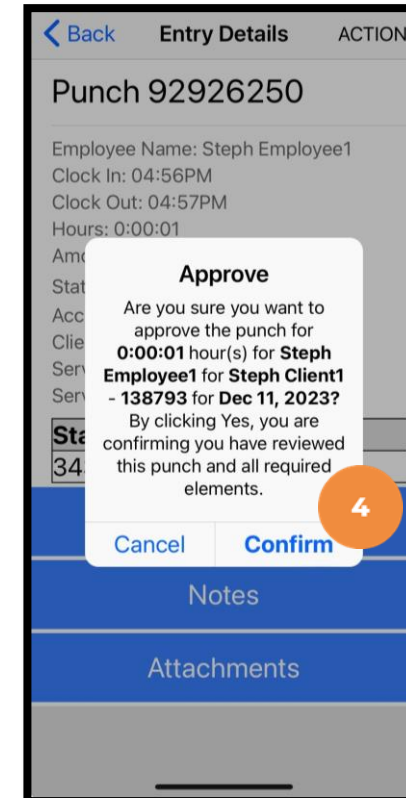 Back Entry Details ACTION
Punch 92926250
Employee Name: Steph Employee1
Clock In: 04:56PM
Clock Out: 04:57PM
Hours: 0:00:01
Approve
Are you sure you want to
approve the punch for
0:00:01 hour(s) for Steph
Employee1 for Steph Client1
- 138793 for Dec 11, 2023?
By clicking Yes, you are
confirming you have reviewed
this punch and all required
elements.
4
Cancel Confirm
Notes
Attachments